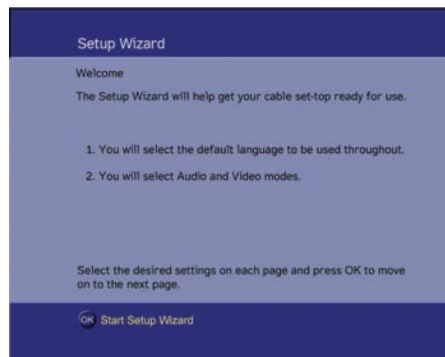 Setup Wizard
Welcome
The Setup Wizard will help get your cable set-top ready for use.
1. You will select the default language to be used throughout.
2. You will select Audio and Video modes.
Select the desired settings on each page and press OK to move
on to the next page.
OK Start Setup Wizard